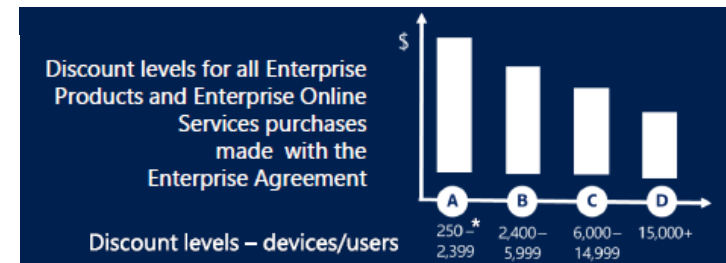 $
Discount levels for all Enterprise
Products and Enterprise Online
Services purchases
made with the
Enterprise Agreement
A B C D
Discount levels – devices/users
250–* 2,400– 6,000– 15,000+
2,399 5,999 14,999